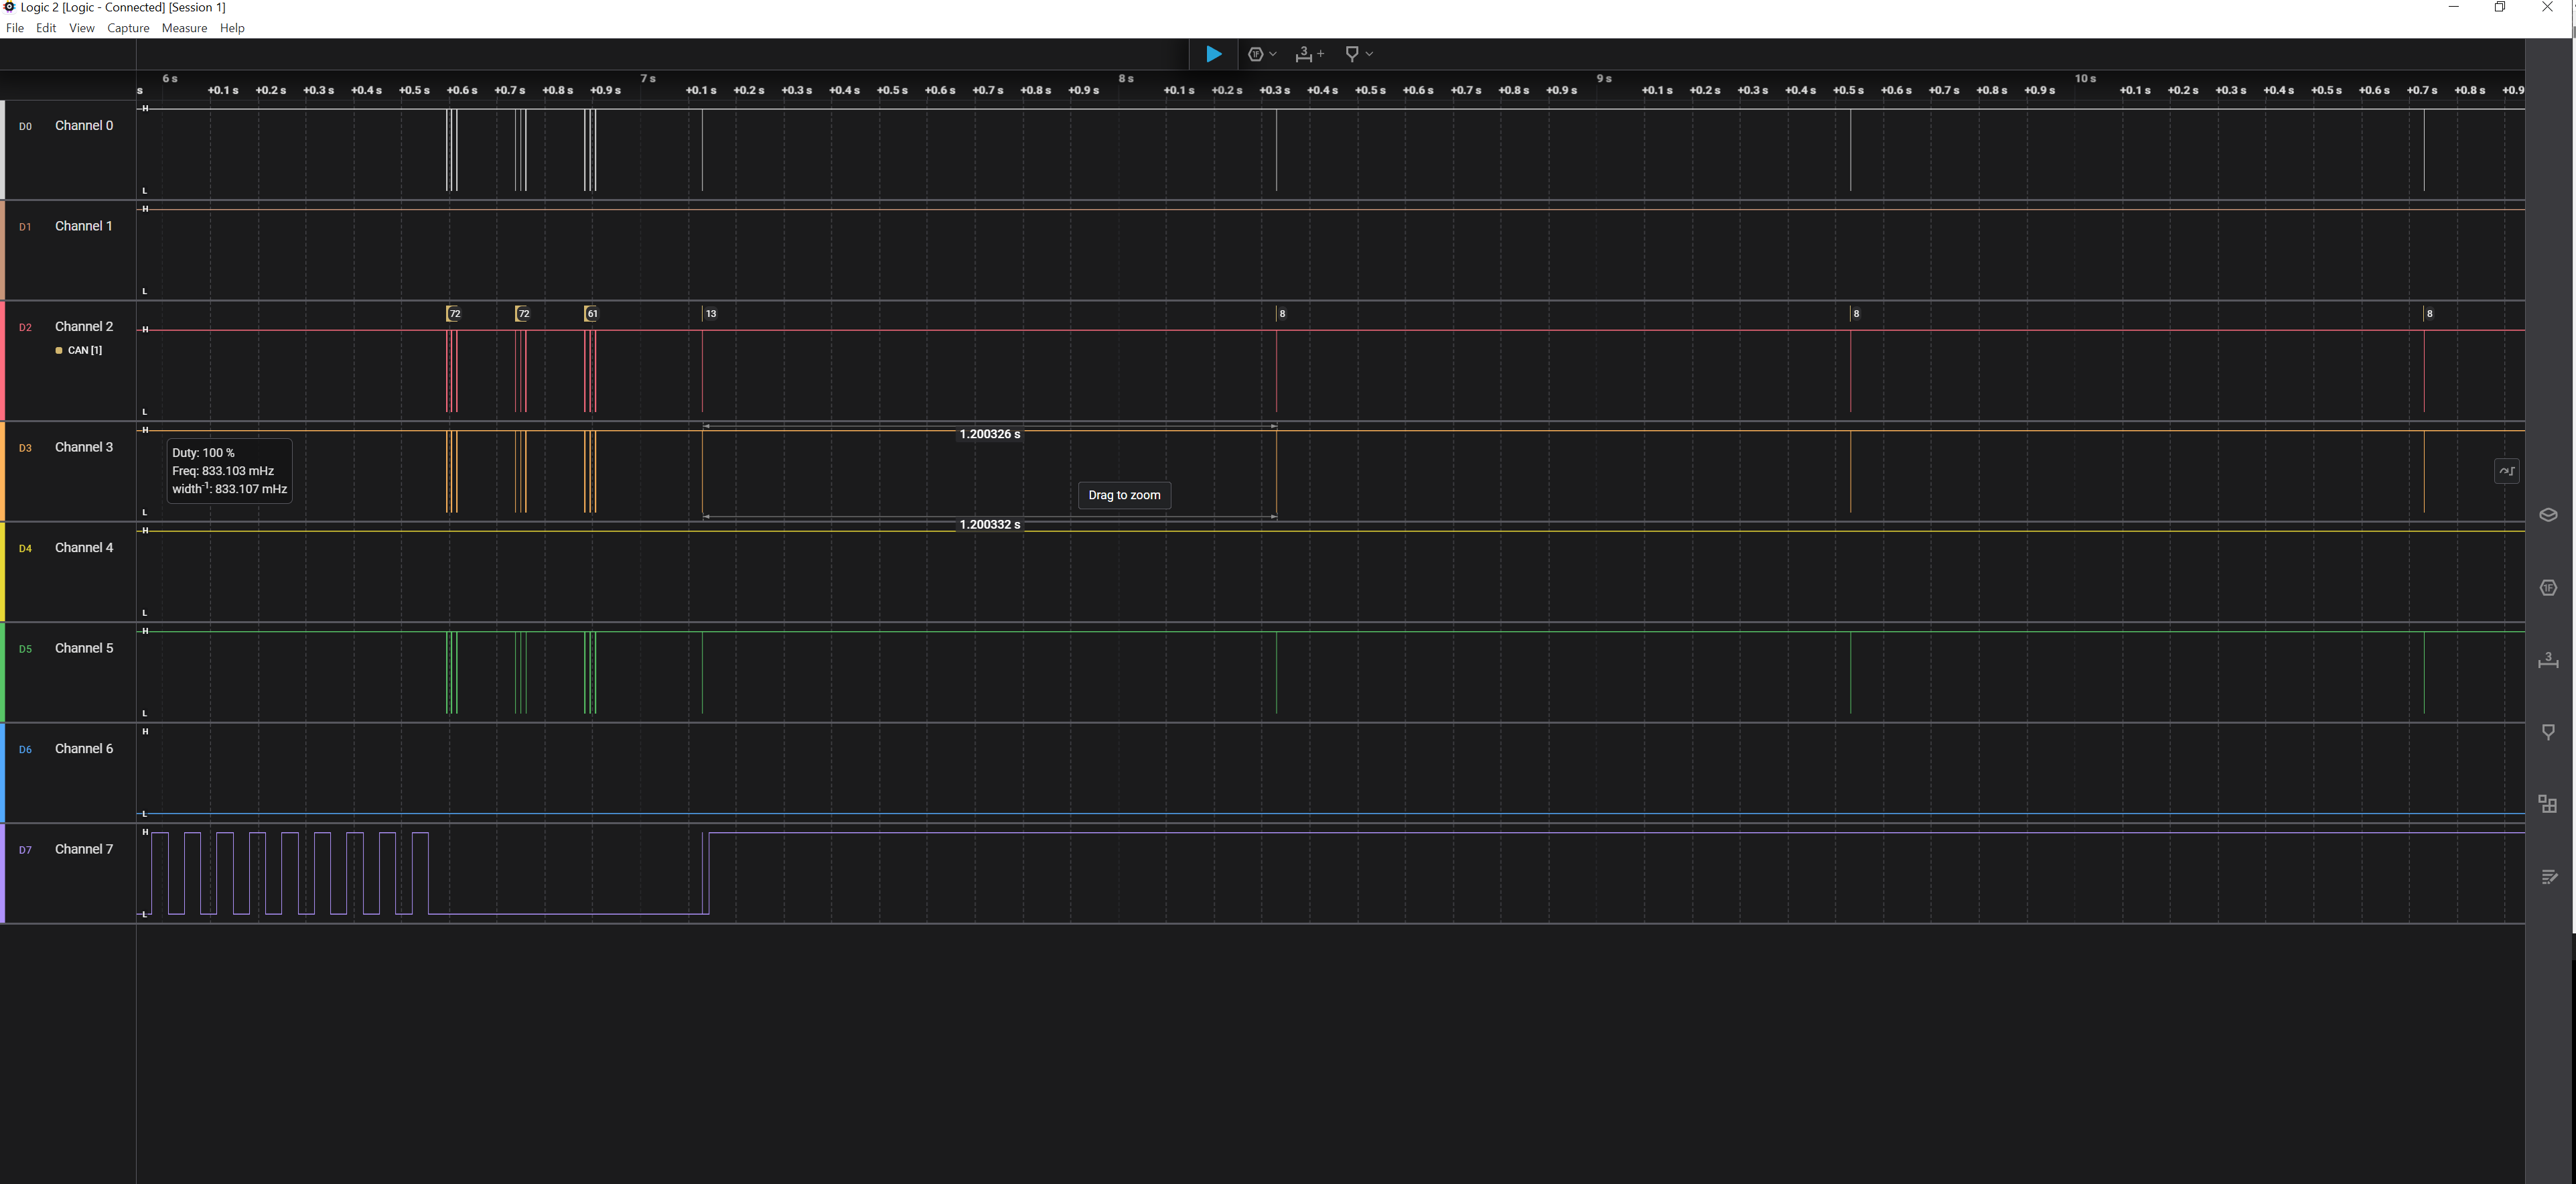 Logic 2 [Logic - Connected] [Session 1]
File Edit View Capture Measure Help
3 +
6 s 7 s 8 s 9 s 10 s
s +0.1 s +0.2 s +0.3 s +0.4 s +0.5 s +0.6 s +0.7 s +0.8 s +0.9 s +0.1 s +0.2 s +0.3 s +0.4 s +0.5 s +0.6 s +0.7 s +0.8 s +0.9 s +0.1 s +0.2 s +0.3 s +0.4 s +0.5 s +0.6 s +0.7 s +0.8 s +0.9 s +0.1 s +0.2 s +0.3 s +0.4 s +0.5 s +0.6 s +0.7 s +0.8 s +0.9 s +0.1 s +0.2 s +0.3 s +0.4 s +0.5 s +0.6 s +0.7 s +0.8 s +0.9
H
D0 Channel 0
L
H
D1 Channel 1
L
72 72 61 13 8 8 8
D2 Channel 2 H
CAN [1]
L
H
1.200326 s
D3 Channel 3
Duty: 100 %
Freq: 833.103 mHz
width-1: 833.107 mHz
Drag to zoom
L
1.200332 s
H
D4 Channel 4
L
H
D5 Channel 5
3
L
H
D6 Channel 6
L
H
D7 Channel 7
L